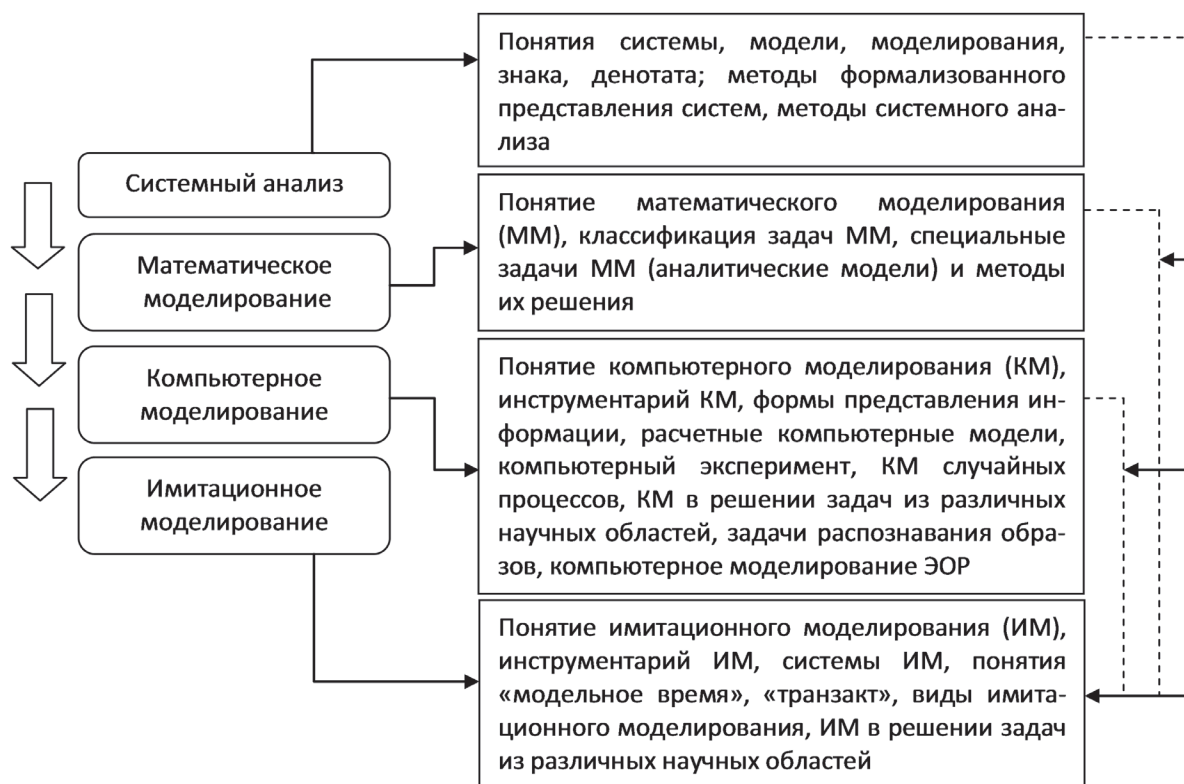 Понятия системы, модели, моделирования,
знака, денотата; методы формализованного
представления систем, методы системного ана-
лиза
Системный анализ
Понятие математического моделирования
(ММ), классификация задач ММ, специальные
задачи ММ (аналитические модели) и методы
их решения
Математическое
моделирование
Понятие компьютерного моделирования (КМ),
инструментарий КМ, формы представления ин-
формации, расчетные компьютерные модели,
компьютерный эксперимент, КМ случайных
процессов, КМ в решении задач из различных
научных областей, задачи распознавания обра-
зов, компьютерное моделирование ЭОР
Компьютерное
моделирование
Имитационное
моделирование
Понятие имитационного моделирования (ИМ),
инструментарий ИМ, системы ИМ, понятия
«модельное время», «транзакт», виды имита-
ционного моделирования, ИМ в решении задач
из различных научных областей